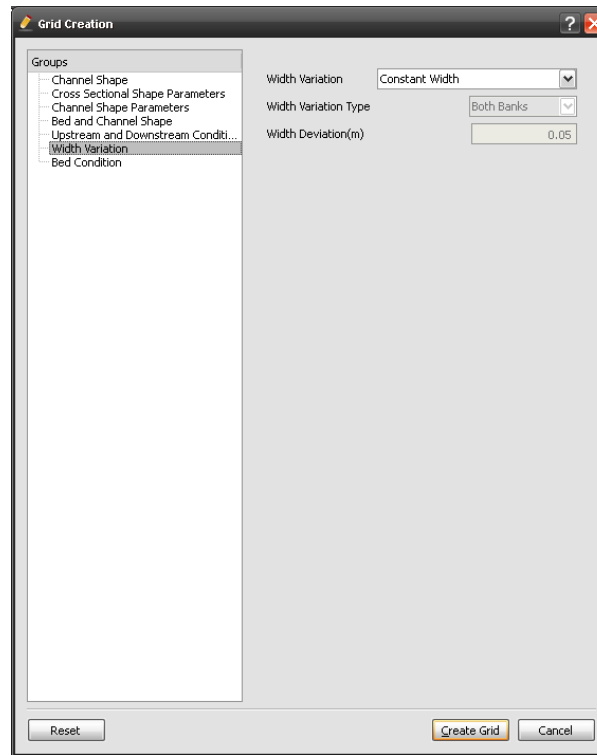 Grid Creation
Groups
Channel Shape
Cross Sectional Shape Parameters
Channel Shape Parameters
Bed and Channel Shape
Upstream and Downstream Conditi...
Width Variation
Bed Condition
Width Variation Constant Width
Width Variation Type Both Banks
Width Deviation(m) 0.05
Reset Create Grid Cancel